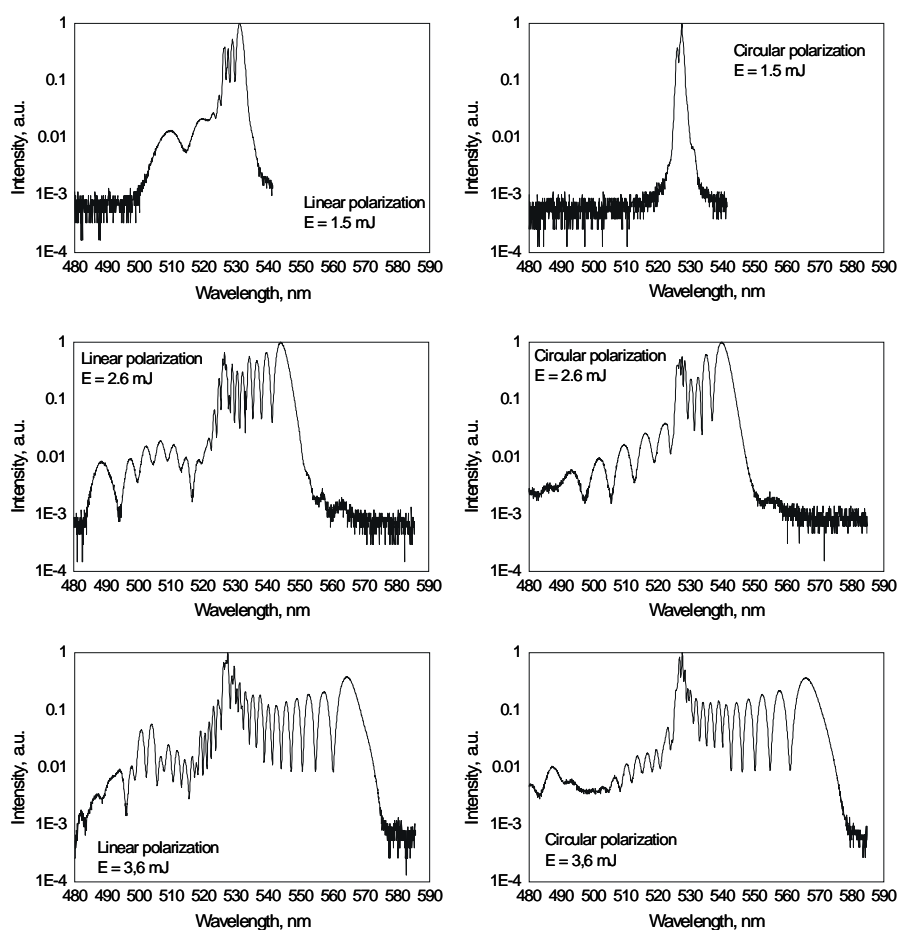 1
0.1
0.01
1E-3
1E-4
Intensity, a.u.
Linear polarization
E = 1.5 mJ
480 490 500 510 520 530 540 550 560 570 580 590
Wavelength, nm
1
0.1
0.01
1E-3
1E-4
Intensity, a.u.
Circular polarization
E = 1.5 mJ
480 490 500 510 520 530 540 550 560 570 580 590
Wavelength, nm
1
0.1
0.01
1E-3
1E-4
Intensity, a.u.
Linear polarization
E = 2.6 mJ
480 490 500 510 520 530 540 550 560 570 580 590
Wavelength, nm
1
0.1
0.01
1E-3
1E-4
Intensity, a.u.
Circular polarization
E = 2.6 mJ
480 490 500 510 520 530 540 550 560 570 580 590
Wavelength, nm
1
0.1
0.01
1E-3
1E-4
Intensity, a.u.
Linear polarization
E = 3,6 mJ
480 490 500 510 520 530 540 550 560 570 580 590
Wavelength, nm
1
0.1
0.01
1E-3
1E-4
Intensity, a.u.
Circular polarization
E = 3,6 mJ
480 490 500 510 520 530 540 550 560 570 580 590
Wavelength, nm